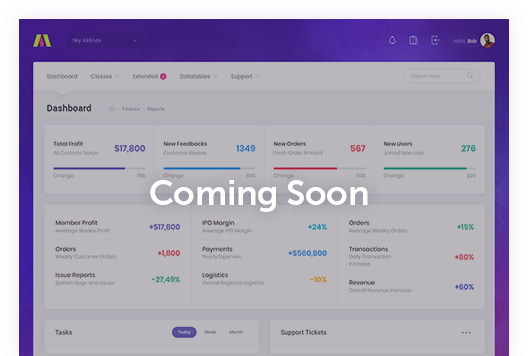 Sky Airlines
Hello, Bob
Dashboard Classes Extended Datatables Support Search Here
Dashboard Finance Reports
Total Profit $17,800
All Customs Value
Change 78%
New Feedbacks 1349
Customer Review
Change
New Orders 567
Fresh Order Amount
Change
New Users 276
Joined New User
Change 90%
Coming Soon
Member Profit +$17,800
Average Weekly Profit
Orders +1,800
Weekly Customer Orders
Issue Reports -27,49%
System bugs and issues
IPO Margin +24%
Average IPO Margin
Payments +$560,800
Yearly Expenses
Logistics -10%
Overall Regional Logistics
Orders +15%
Average Weekly Orders
Transactions +80%
Daily Transaction
Increase
Revenue +60%
Overall Revenue Increase
Tasks Today Week Month
Support Tickets